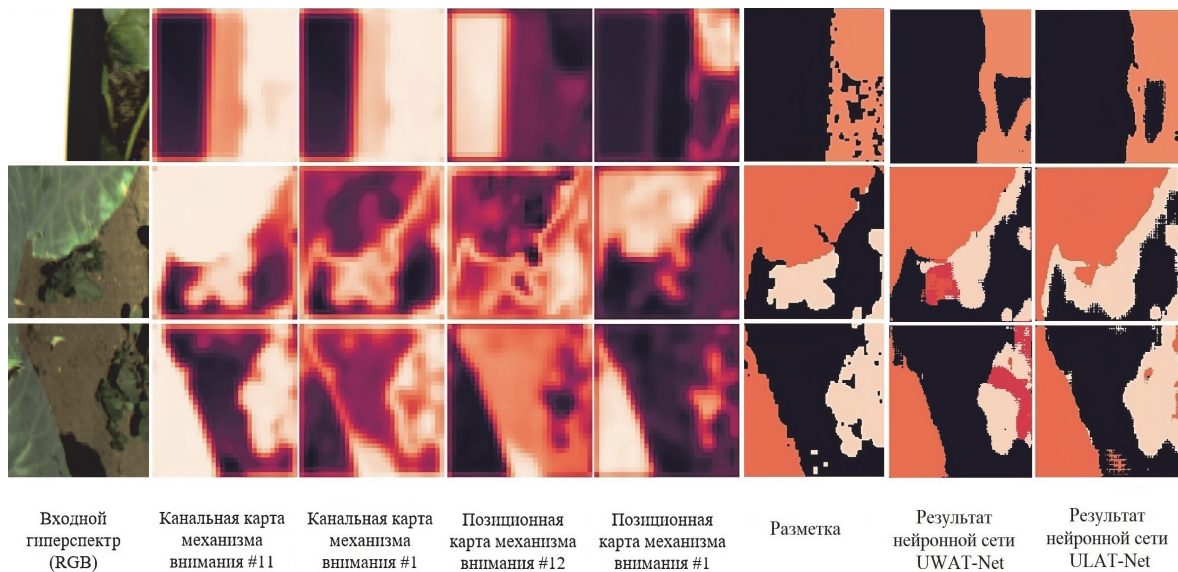 Входной
гиперспектр
(RGB)
Канальная карта
механизма
внимания #11
Канальная карта
механизма
внимания #1
Позиционная
карта механизма
внимания #12
Позиционная
карта механизма
внимания #1
Разметка
Результат
нейронной сети
UWAT-Net
Результат
нейронной сети
ULAT-Net